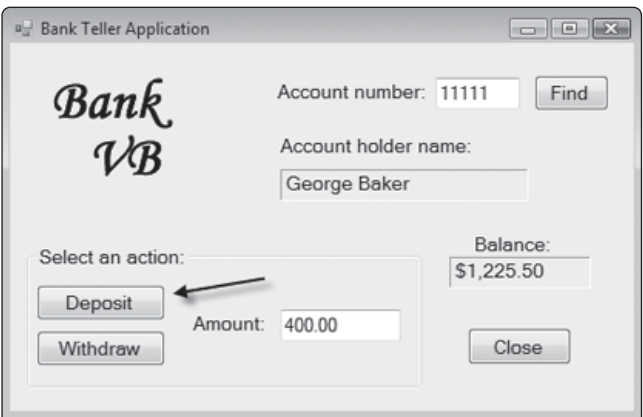 Bank Teller Application
Bank
VB
Account number: 11111 Find
Account holder name:
George Baker
Select an action:
Deposit
Withdraw
Amount: 400.00
Balance:
$1,225.50
Close